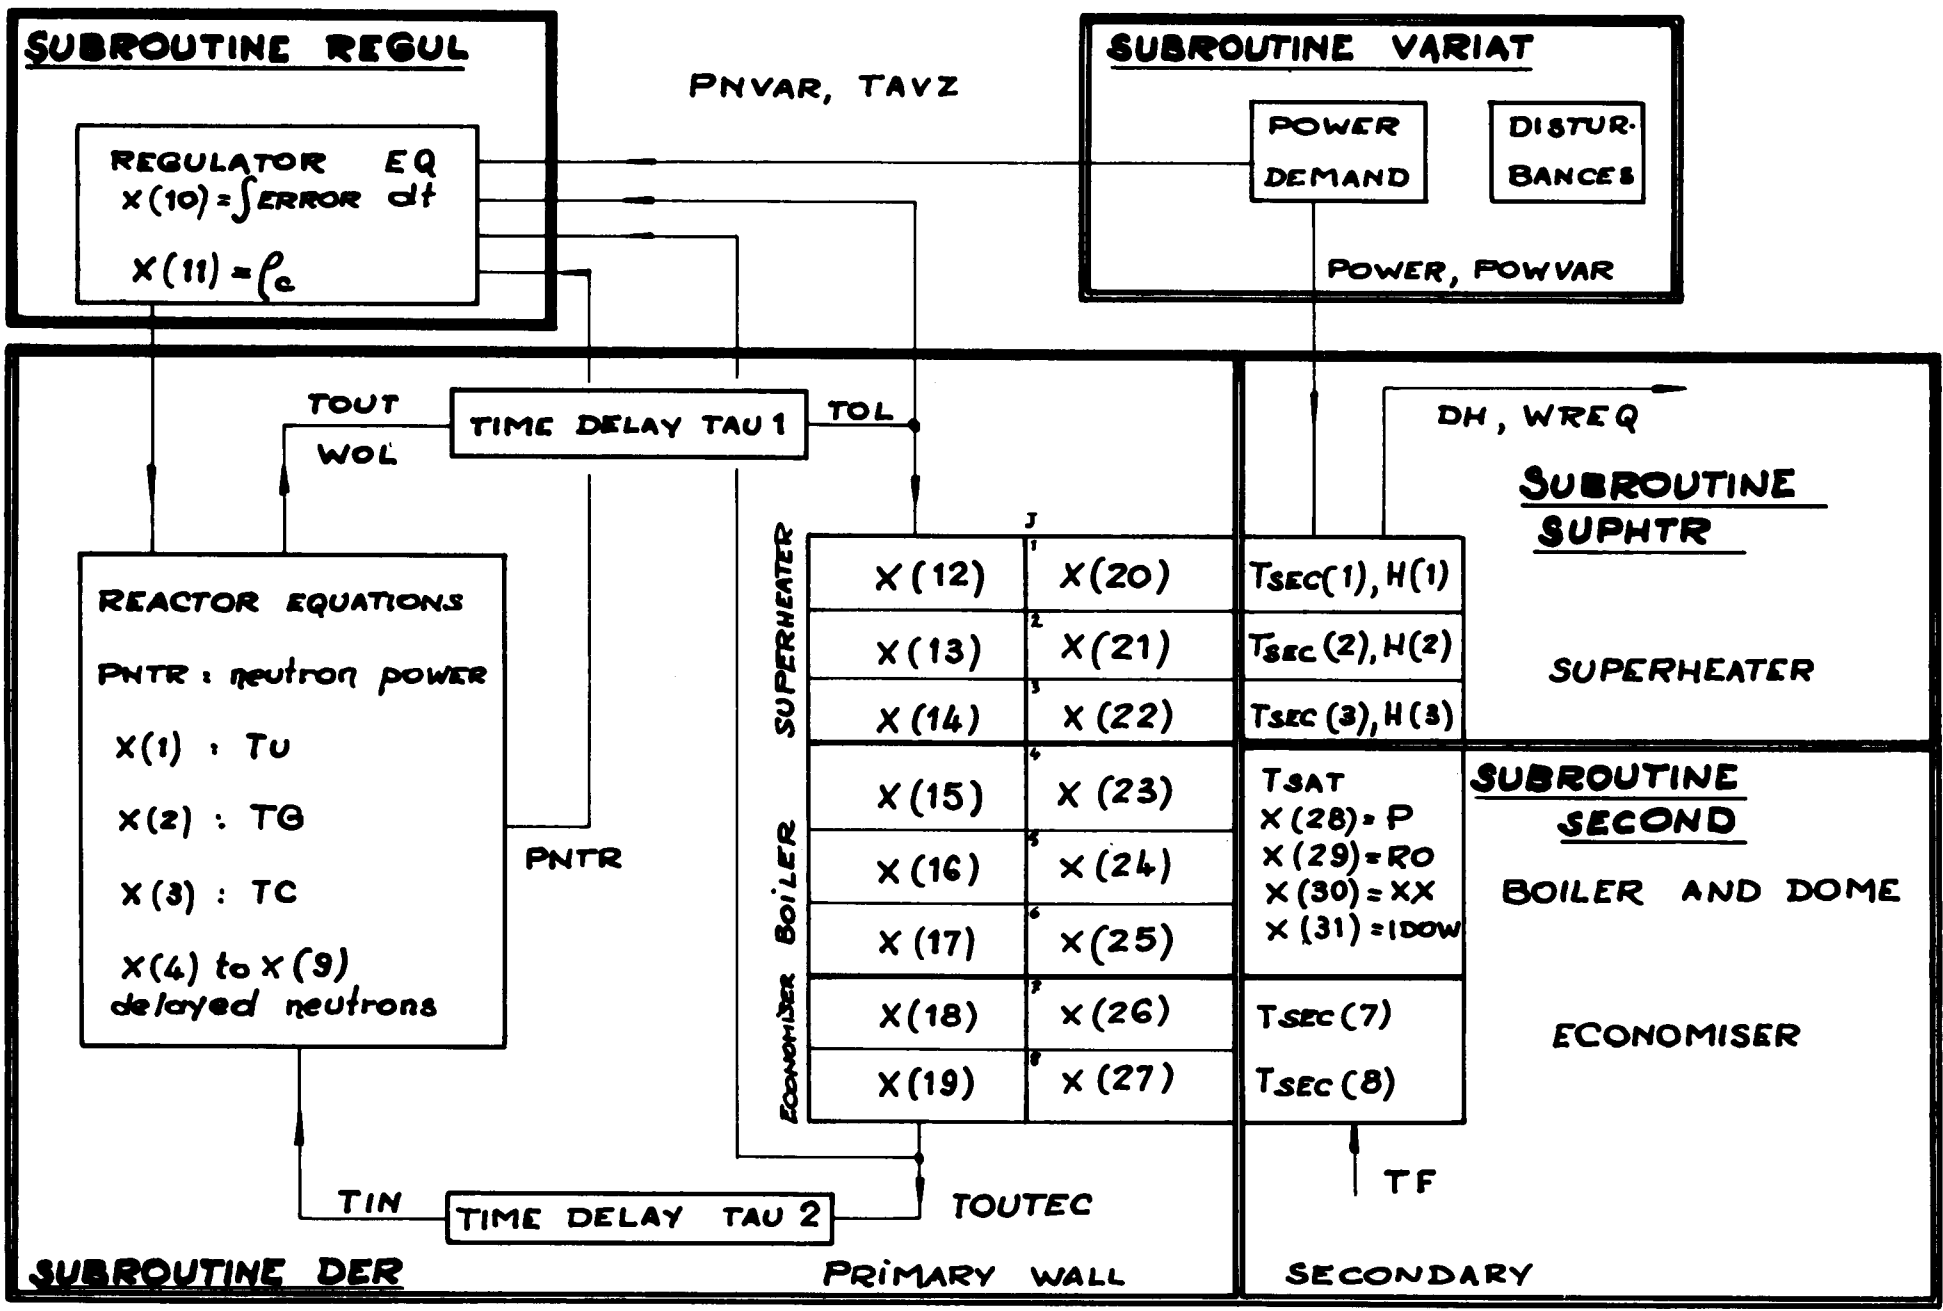 SUBROUTINE REGUL
REGULATOR EQ
X(10)=∫ERROR dt
X(11)=ρc
PNVAR, TAVZ
SUBROUTINE VARIAT
POWER
DEMAND
DISTUR-
BANCES
POWER, POWVAR
TOUT
WOL
TIME DELAY TAU 1
TOL
DH, WREQ
SUBROUTINE
SUPHTR
REACTOR EQUATIONS
PNTR: neutron power
X(1) : TU
X(2) : TG
X(3) : TC
X(4) to X(9)
delayed neutrons
PNTR
SUPERHEATER
BOILER
ECONOMISER
J
X(12) 1 X(20) TSEC(1), H(1)
X(13) 2 X(21) TSEC(2), H(2)
X(14) 3 X(22) TSEC(3), H(3)
SUPERHEATER
X(15) 4 X(23)
X(16) 5 X(24)
X(17) 6 X(25)
TSAT
X(28)=P
X(29)=RO
X(30)=XX
X(31)=IDOW
SUBROUTINE
SECOND
BOILER AND DOME
X(18) 7 X(26) TSEC(7)
X(19) 8 X(27) TSEC(8)
ECONOMISER
TIN
TIME DELAY TAU 2
TOUTEC
TF
SUBROUTINE DER
PRIMARY WALL
SECONDARY